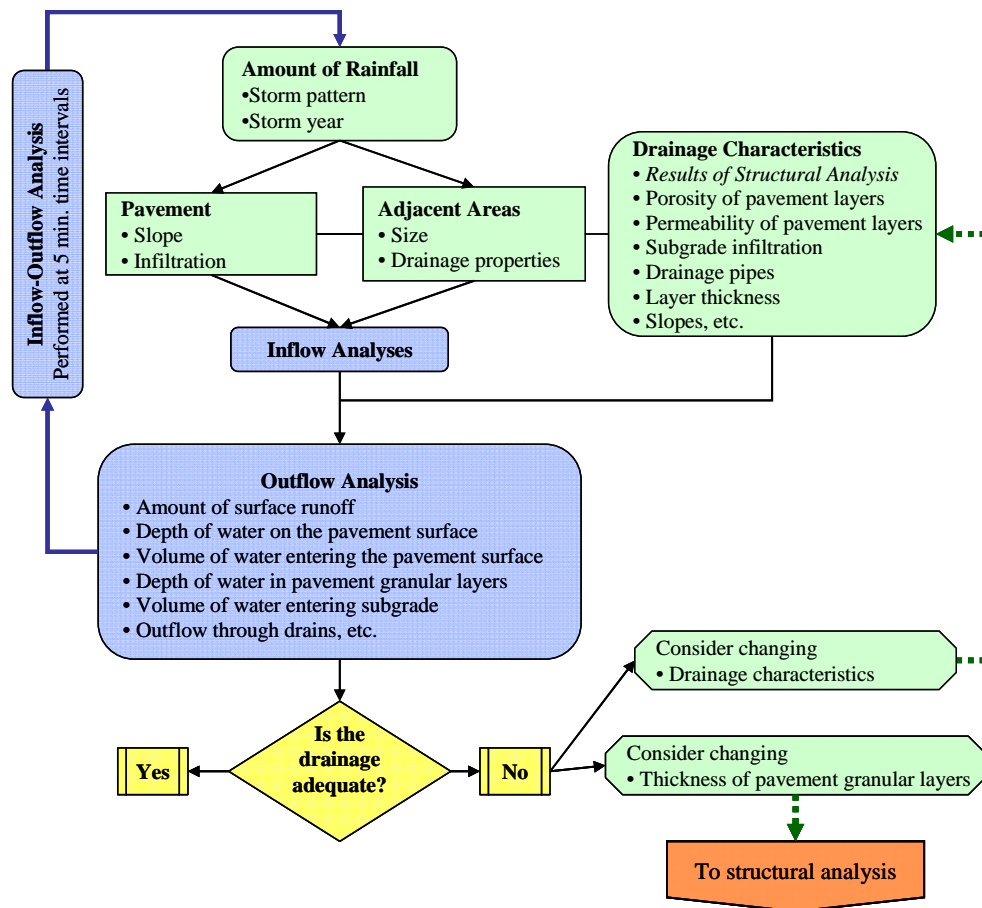 Inflow-Outflow Analysis
Performed at 5 min. time intervals
Amount of Rainfall
•Storm pattern
•Storm year
Pavement
• Slope
• Infiltration
Adjacent Areas
• Size
• Drainage properties
Drainage Characteristics
• Results of Structural Analysis
• Porosity of pavement layers
• Permeability of pavement layers
• Subgrade infiltration
• Drainage pipes
• Layer thickness
• Slopes, etc.
Inflow Analyses
Outflow Analysis
• Amount of surface runoff
• Depth of water on the pavement surface
• Volume of water entering the pavement surface
• Depth of water in pavement granular layers
• Volume of water entering subgrade
• Outflow through drains, etc.
Is the
drainage
adequate?
Yes
No
Consider changing
• Drainage characteristics
Consider changing
• Thickness of pavement granular layers
To structural analysis